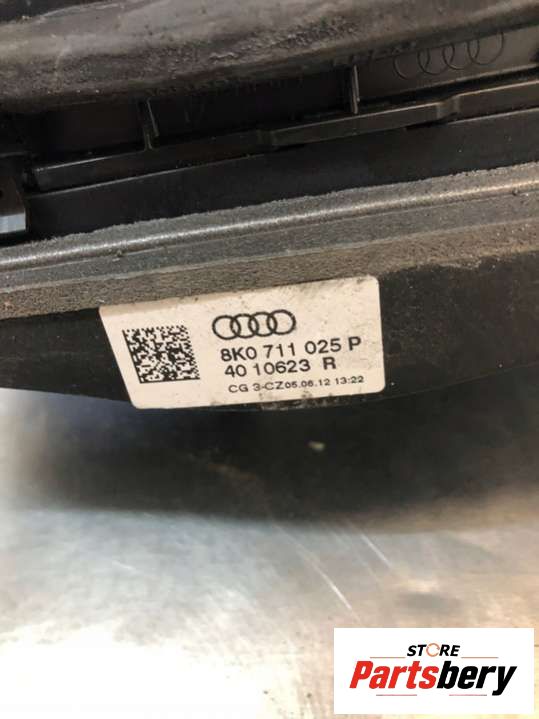 8K0 711 025 P
40 10623 R
CG 3-CZ05.06.12 13:22
STORE
Partsbery